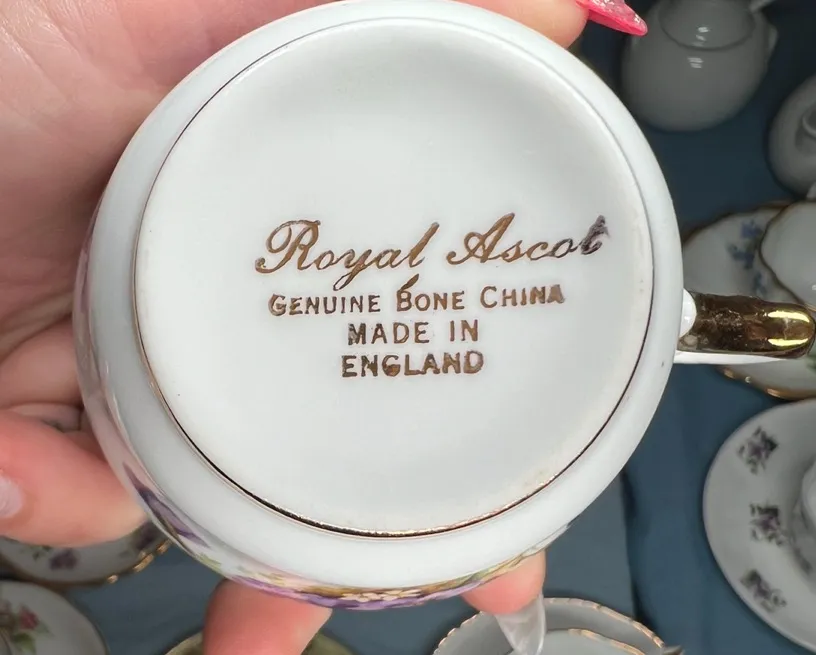 Royal Ascot
GENUINE BONE CHINA
MADE IN
ENGLAND